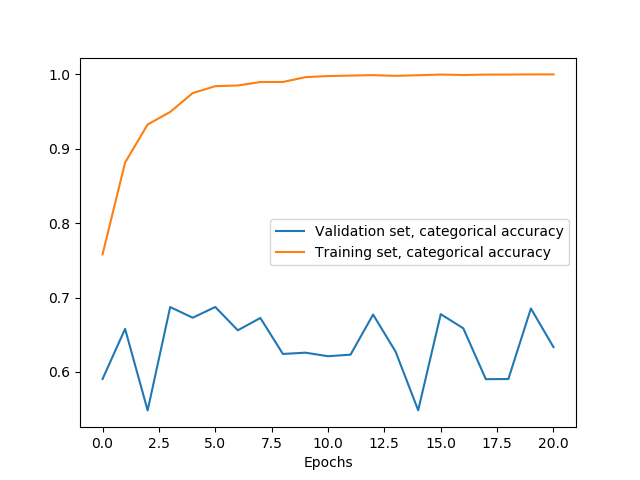 1.0
0.9
0.8
0.7
0.6
Validation set, categorical accuracy
Training set, categorical accuracy
0.0 2.5 5.0 7.5 10.0 12.5 15.0 17.5 20.0
Epochs